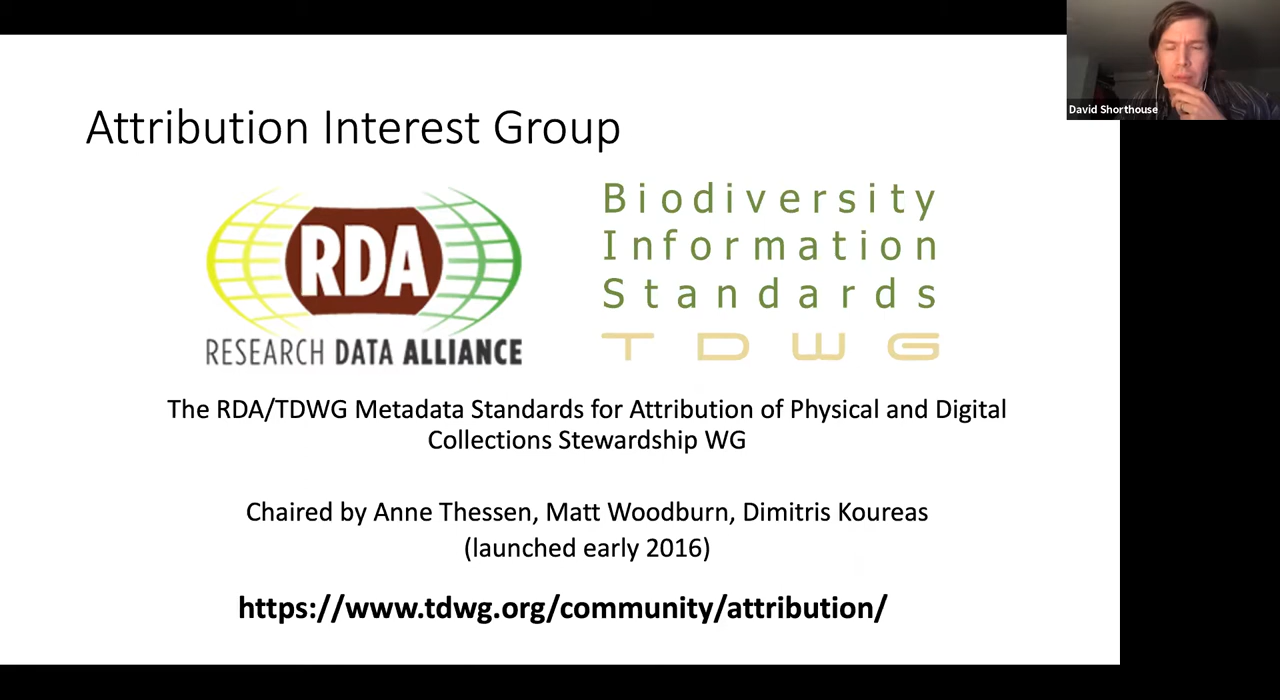 David Shorthouse
Attribution Interest Group
RDA
RESEARCH DATA ALLIANCE
Biodiversity
Information
Standards
TDWG
The RDA/TDWG Metadata Standards for Attribution of Physical and Digital
Collections Stewardship WG
Chaired by Anne Thessen, Matt Woodburn, Dimitris Koureas
(launched early 2016)
https://www.tdwg.org/community/attribution/